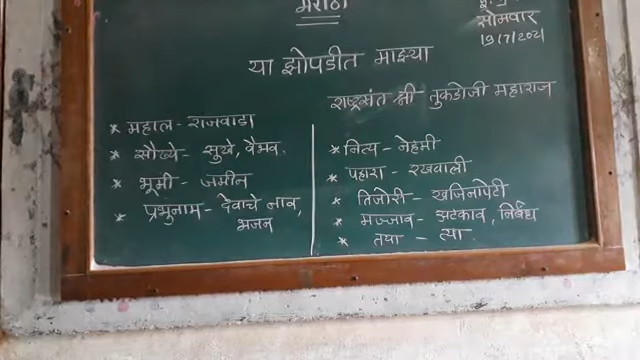 मराठी
सोमवार
19/7/2021
या झोपडीत माझ्या
राष्ट्रसंत श्री तुकडोजी महाराज
* महाल - राजवाडा
* सौख्ये - सुखे, वैभव.
* भूमी - जमीन
* प्रभुनाम - देवाचे नाव,
भजन
* नित्य - नेहमी
* पहारा - रखवाली
* तिजोरी - खजिनापेटी
* मज्जाव - अटकाव, निर्बंध
* तया - त्या